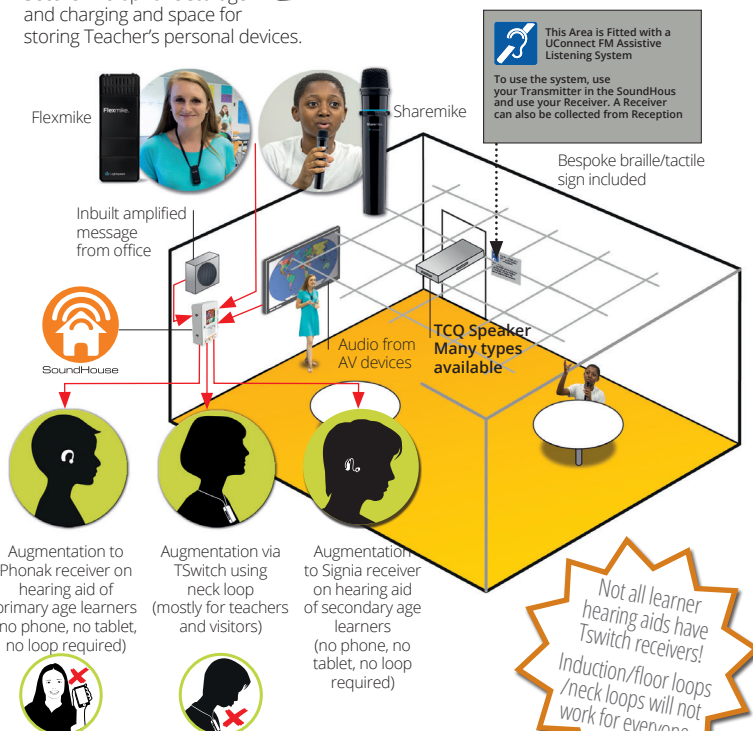 and charging and space for
storing Teacher's personal devices.
This Area is Fitted with a
UConnect FM Assistive
Listening System
To use the system, use
your Transmitter in the SoundHous
and use your Receiver. A Receiver
can also be collected from Reception
Flexmike
Flexmike.
Sharemike
Bespoke braille/tactile
sign included
Inbuilt amplified
message
from office
SoundHouse
Audio from
AV devices
TCQ Speaker
Many types
available
Augmentation to
Phonak receiver on
hearing aid of
primary age learners
no phone, no tablet,
no loop required)
Augmentation via
TSwitch using
neck loop
(mostly for teachers
and visitors)
Augmentation
to Signia receiver
on hearing aid
of secondary age
learners
(no phone, no
tablet, no loop
required)
Not all learner
hearing aids have
Tswitch receivers!
Induction/floor loops
/neck loops will not
work for everyone